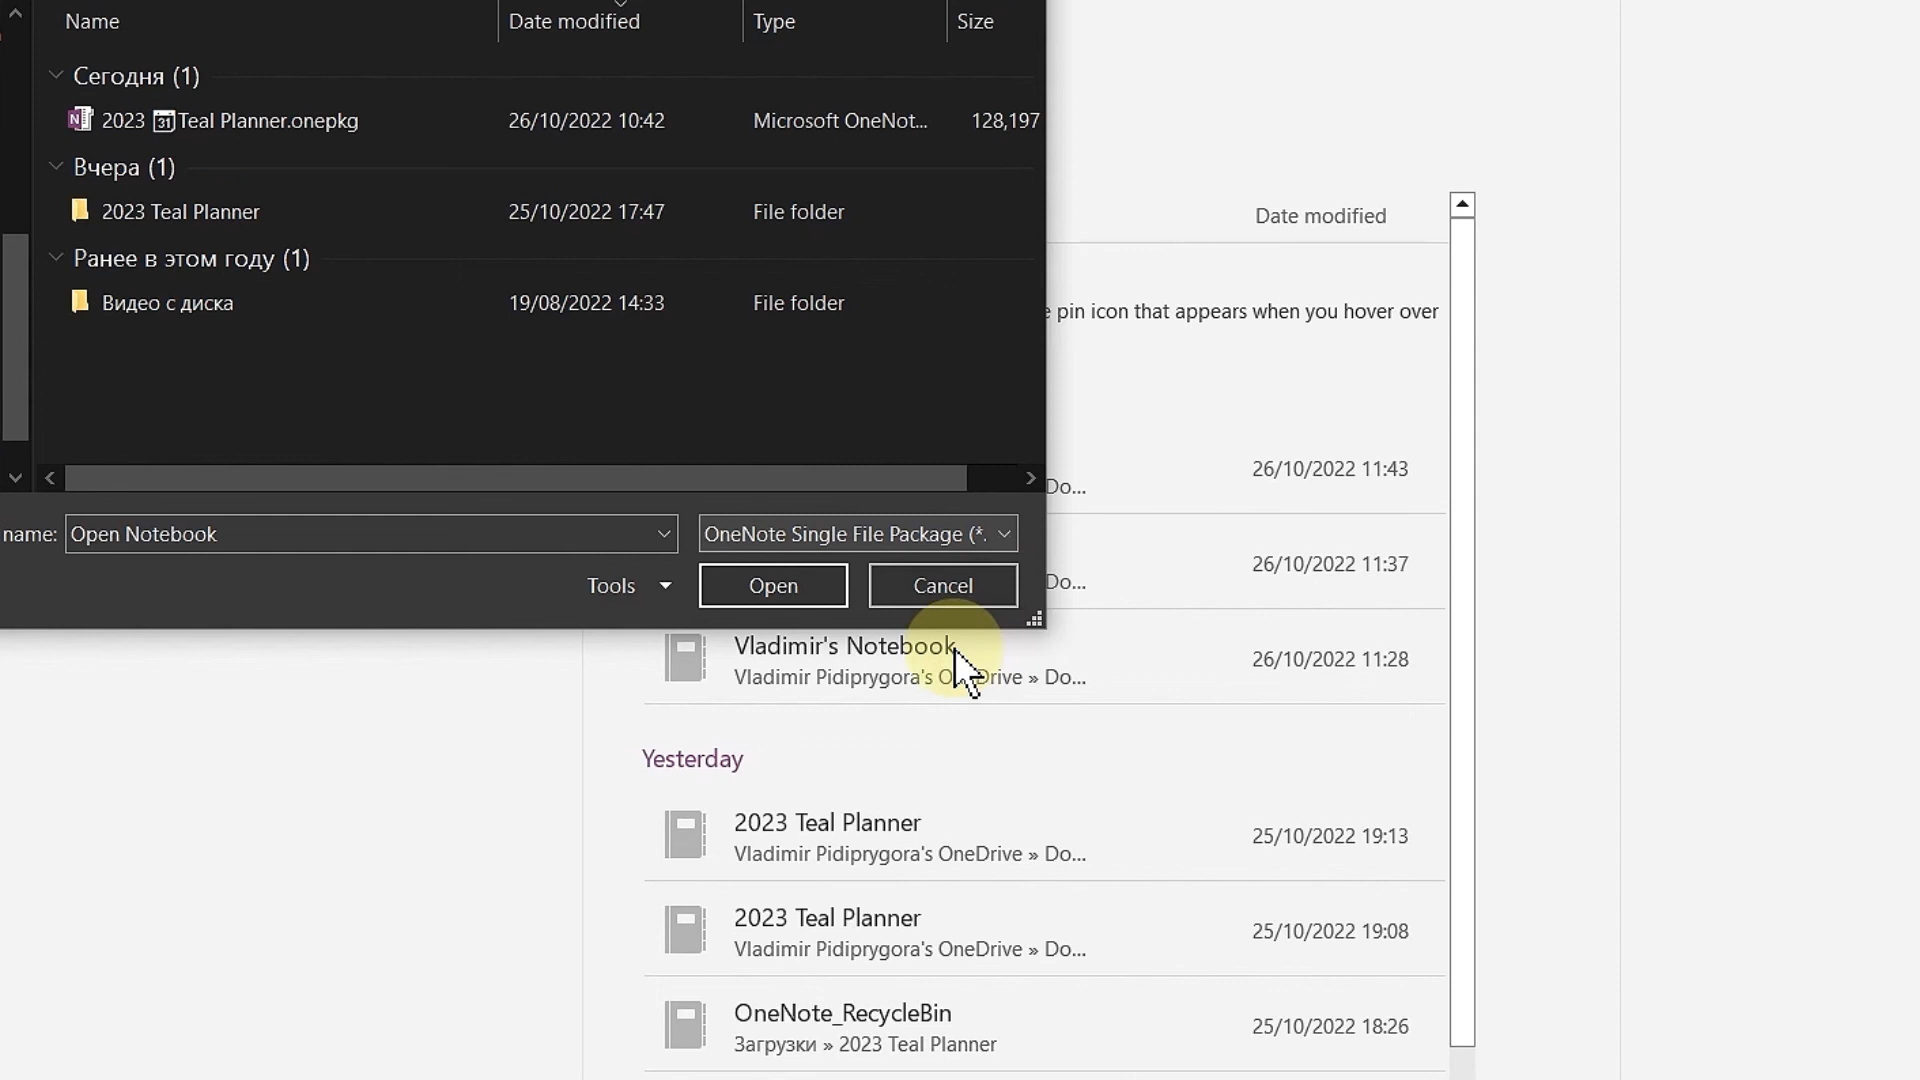 Name Date modified Type Size
Сегодня (1)
2023 31 Teal Planner.onepkg 26/10/2022 10:42 Microsoft OneNot... 128,197
Вчера (1)
2023 Teal Planner 25/10/2022 17:47 File folder
Ранее в этом году (1)
Видео с диска 19/08/2022 14:33 File folder
name: Open Notebook OneNote Single File Package (*.
Tools Open Cancel
Date modified
pin icon that appears when you hover over
26/10/2022 11:43
Do...
26/10/2022 11:37
Do...
Vladimir's Notebook 26/10/2022 11:28
Vladimir Pidiprygora's OneDrive » Do...
Yesterday
2023 Teal Planner 25/10/2022 19:13
Vladimir Pidiprygora's OneDrive » Do...
2023 Teal Planner 25/10/2022 19:08
Vladimir Pidiprygora's OneDrive » Do...
OneNote_RecycleBin 25/10/2022 18:26
Загрузки » 2023 Teal Planner